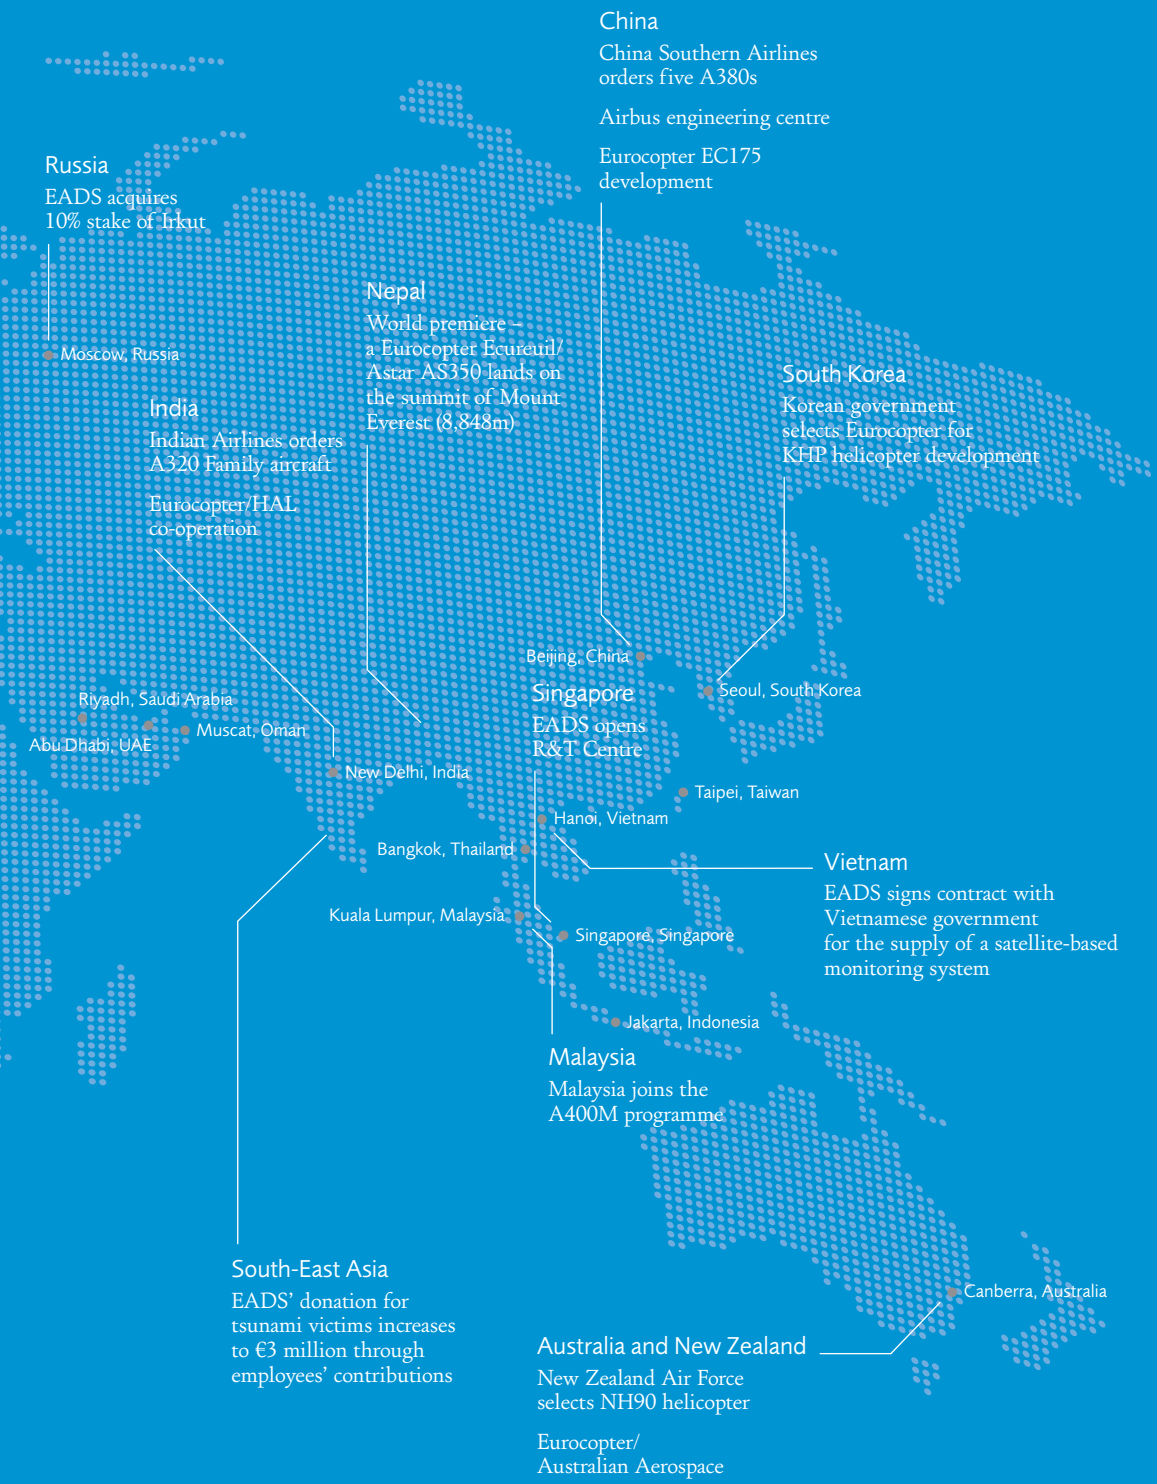 China
China Southern Airlines
orders five A380s
Airbus engineering centre
Eurocopter EC175
development
Russia
EADS acquires
10% stake of Irkut
Moscow, Russia
Nepal
World premiere –
a Eurocopter Ecureuil/
Astar AS350 lands on
the summit of Mount
Everest (8,848m)
South Korea
Korean government
selects Eurocopter for
KHP helicopter development
India
Indian Airlines orders
A320 Family aircraft
Eurocopter/HAL
co-operation
Beijing, China
Seoul, South Korea
Singapore
EADS opens
R&T Centre
Riyadh, Saudi Arabia
Muscat, Oman
Abu Dhabi, UAE
New Delhi, India
Taipei, Taiwan
Hanoi, Vietnam
Bangkok, Thailand
Vietnam
EADS signs contract with
Vietnamese government
for the supply of a satellite-based
monitoring system
Kuala Lumpur, Malaysia
Singapore, Singapore
Jakarta, Indonesia
Malaysia
Malaysia joins the
A400M programme
South-East Asia
EADS’ donation for
tsunami victims increases
to €3 million through
employees’ contributions
Canberra, Australia
Australia and New Zealand
New Zealand Air Force
selects NH90 helicopter
Eurocopter/
Australian Aerospace